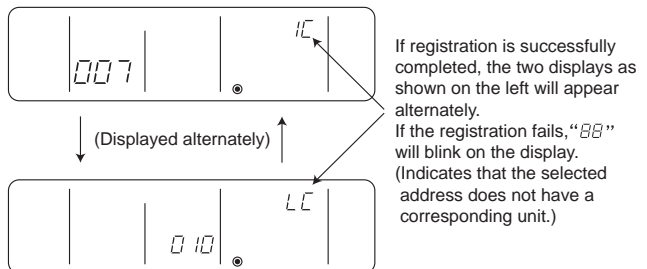 IC
007
(Displayed alternately)
LC
010
If registration is successfully
completed, the two displays as
shown on the left will appear
alternately.
If the registration fails,“88”
will blink on the display.
(Indicates that the selected
address does not have a
corresponding unit.)